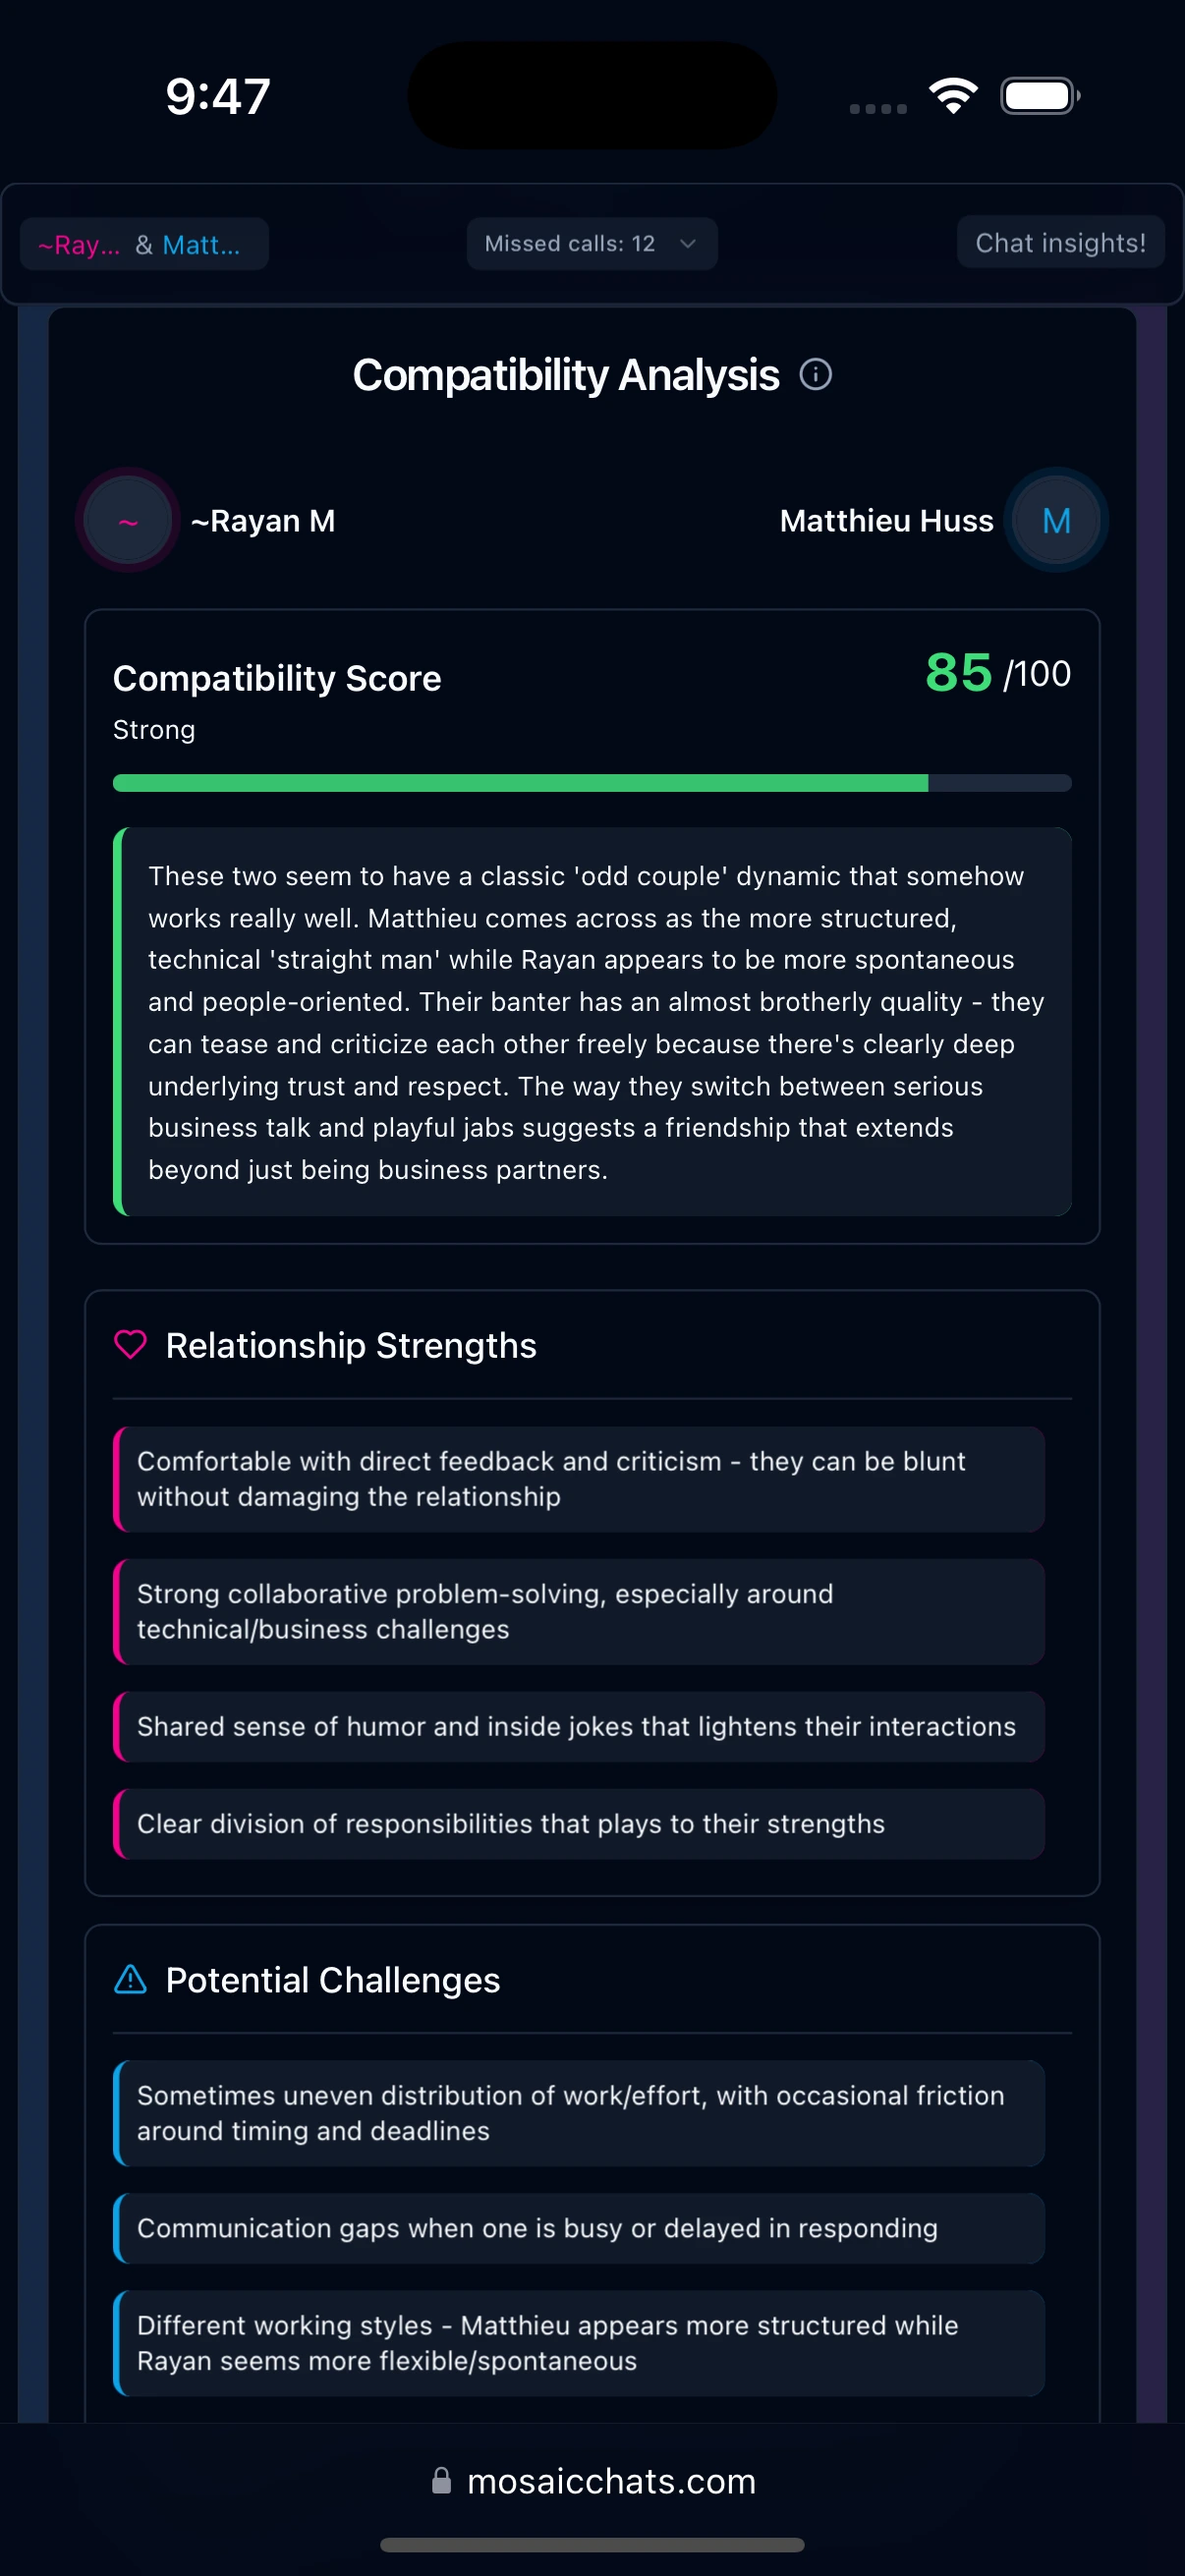 9:47
~Ray... & Matt...
Missed calls: 12
Chat insights!
Compatibility Analysis
~
~Rayan M
Matthieu Huss
M
Compatibility Score
85 /100
Strong
These two seem to have a classic 'odd couple' dynamic that somehow
works really well. Matthieu comes across as the more structured,
technical 'straight man' while Rayan appears to be more spontaneous
and people-oriented. Their banter has an almost brotherly quality - they
can tease and criticize each other freely because there's clearly deep
underlying trust and respect. The way they switch between serious
business talk and playful jabs suggests a friendship that extends
beyond just being business partners.
Relationship Strengths
Comfortable with direct feedback and criticism - they can be blunt
without damaging the relationship
Strong collaborative problem-solving, especially around
technical/business challenges
Shared sense of humor and inside jokes that lightens their interactions
Clear division of responsibilities that plays to their strengths
Potential Challenges
Sometimes uneven distribution of work/effort, with occasional friction
around timing and deadlines
Communication gaps when one is busy or delayed in responding
Different working styles - Matthieu appears more structured while
Rayan seems more flexible/spontaneous
mosaicchats.com